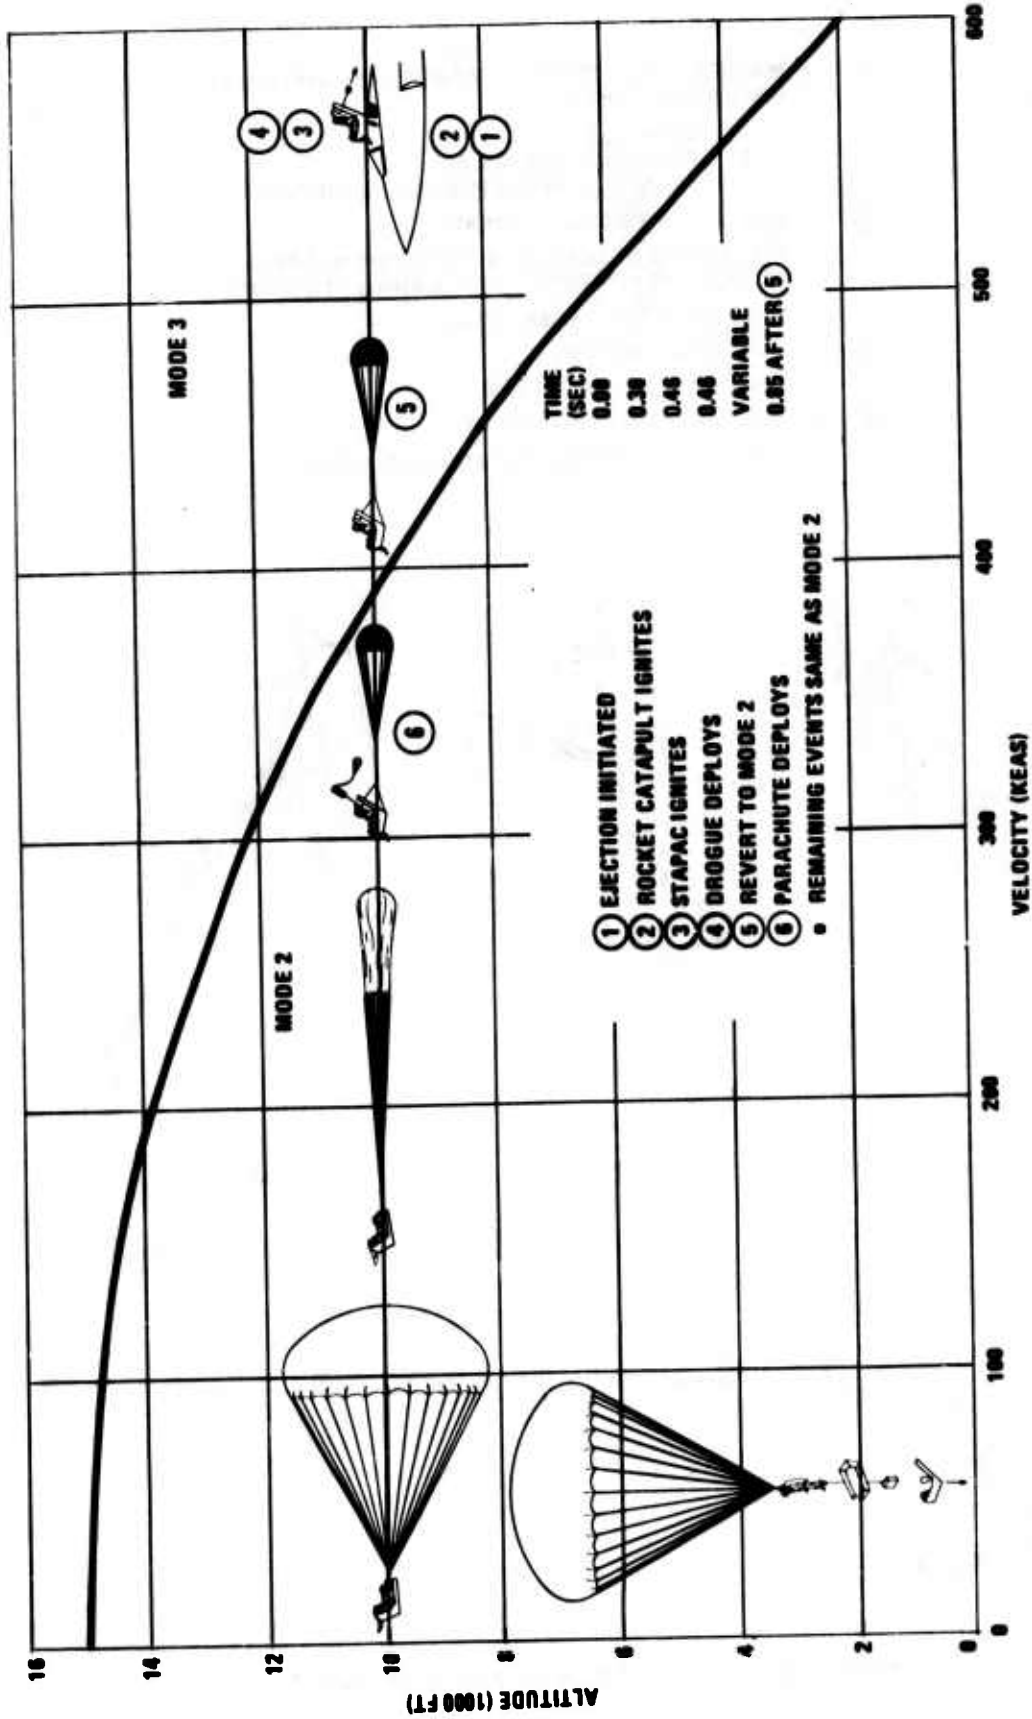 16
14
12
10
8
6
4
2
0
ALTITUDE (1000 FT)
0
100
200
300
400
500
600
VELOCITY (KEAS)
MODE 2
MODE 3
4
3
2
1
5
6
TIME
(SEC)
1 EJECTION INITIATED 0.00
2 ROCKET CATAPULT IGNITES 0.30
3 STAPAC IGNITES 0.46
4 DROGUE DEPLOYS 0.46
5 REVERT TO MODE 2 VARIABLE
6 PARACHUTE DEPLOYS 0.85 AFTER 5
• REMAINING EVENTS SAME AS MODE 2